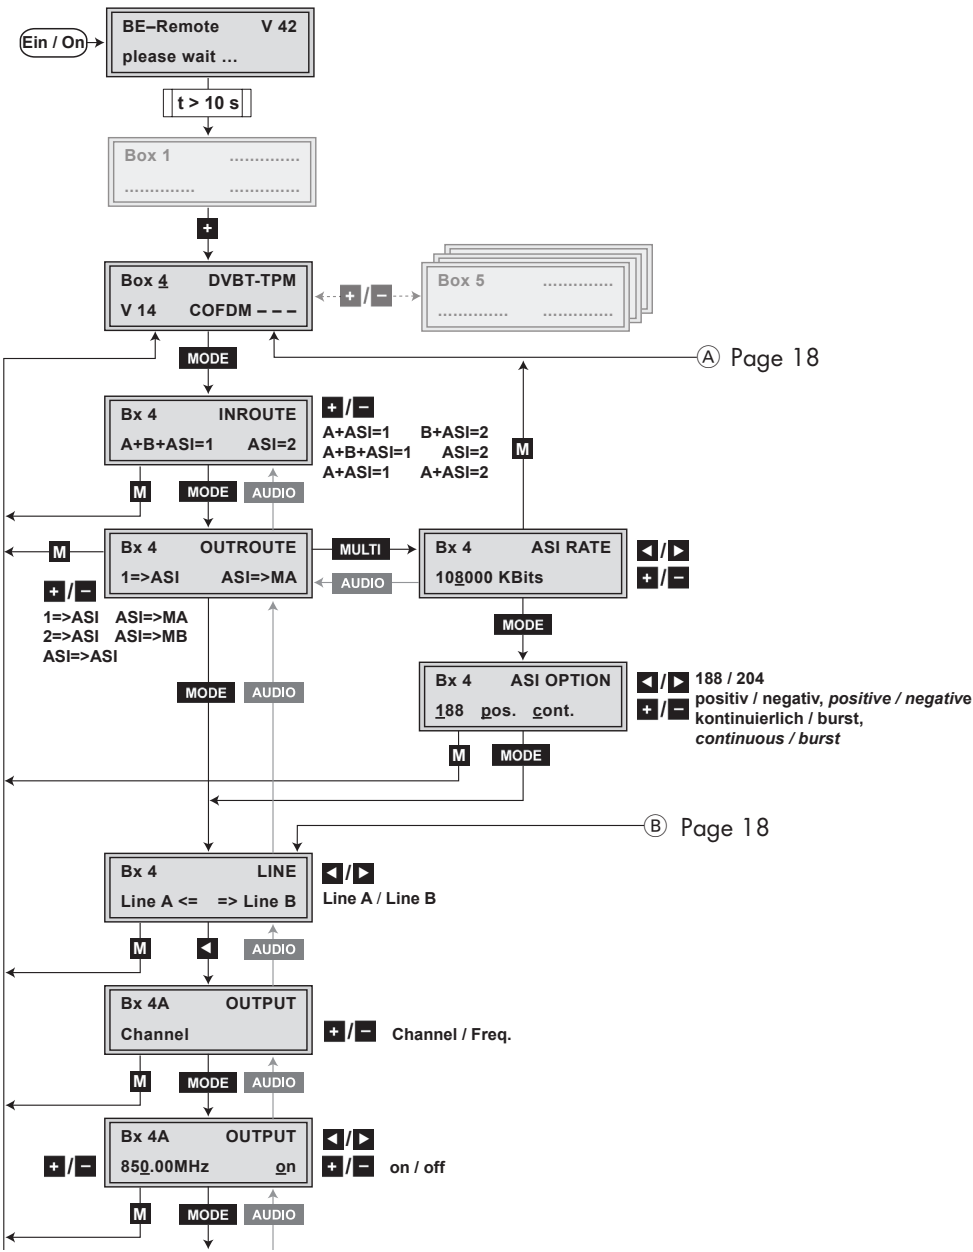 BE–Remote V 42
Ein / On
please wait ...
t > 10 s
Box 1 ..............
.............. ..............
+
Box 4 DVBT-TPM
V 14 COFDM – – –
+ / −
Box 5 ..............
.............. ..............
MODE
A Page 18
Bx 4 INROUTE
A+B+ASI=1 ASI=2
+ / −
A+ASI=1 B+ASI=2
A+B+ASI=1 ASI=2
A+ASI=1 A+ASI=2
M
M MODE AUDIO
M
Bx 4 OUTROUTE
1=>ASI ASI=>MA
MULTI
AUDIO
Bx 4 ASI RATE
108000 KBits
◄ / ►
+ / −
+ / −
1=>ASI ASI=>MA
2=>ASI ASI=>MB
ASI=>ASI
MODE
MODE AUDIO
Bx 4 ASI OPTION
188 pos. cont.
◄ / ► 188 / 204
positiv / negativ, positive / negative
+ / − kontinuierlich / burst,
continuous / burst
M MODE
B Page 18
Bx 4 LINE
Line A <= => Line B
◄ / ►
Line A / Line B
M ◄ AUDIO
Bx 4A OUTPUT
Channel
+ / − Channel / Freq.
M MODE AUDIO
Bx 4A OUTPUT
850.00MHz on
+ / −
◄ / ►
+ / − on / off
M MODE AUDIO